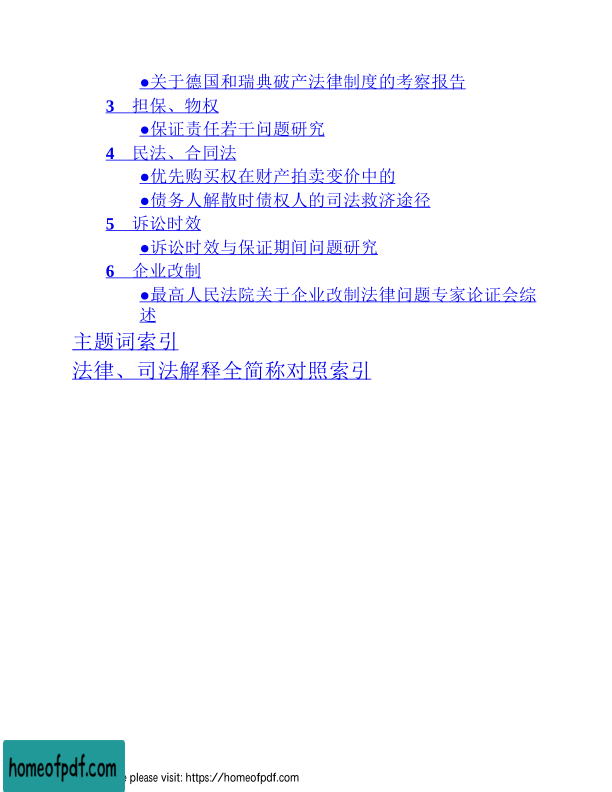 ●关于德国和瑞典破产法律制度的考察报告
3 担保、物权
●保证责任若干问题研究
4 民法、合同法
●优先购买权在财产拍卖变价中的
●债务人解散时债权人的司法救济途径
5 诉讼时效
●诉讼时效与保证期间问题研究
6 企业改制
●最高人民法院关于企业改制法律问题专家论证会综
述
主题词索引
法律、司法解释全简称对照索引
homeofpdf.com
e please visit: https://homeofpdf.com